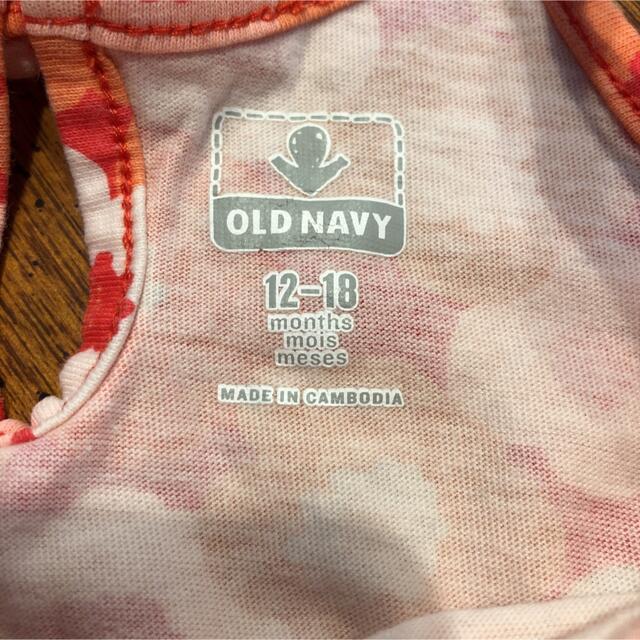 OLD NAVY
12-18
months
mois
meses
MADE IN CAMBODIA